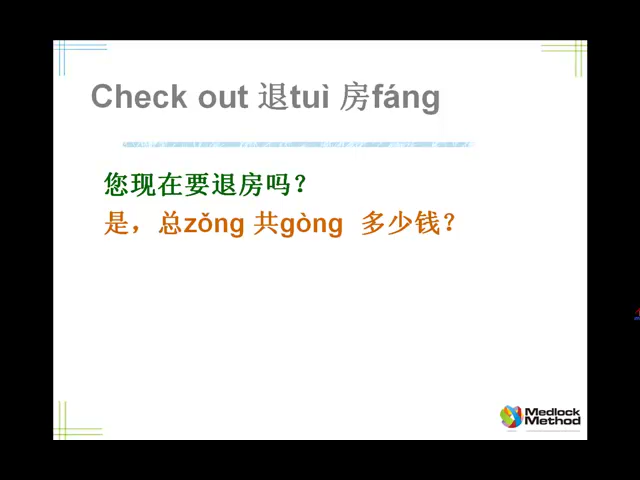 Check out 退tuì 房fáng
您现在要退房吗？
是，总zǒng 共gòng 多少钱？
Medlock
Method